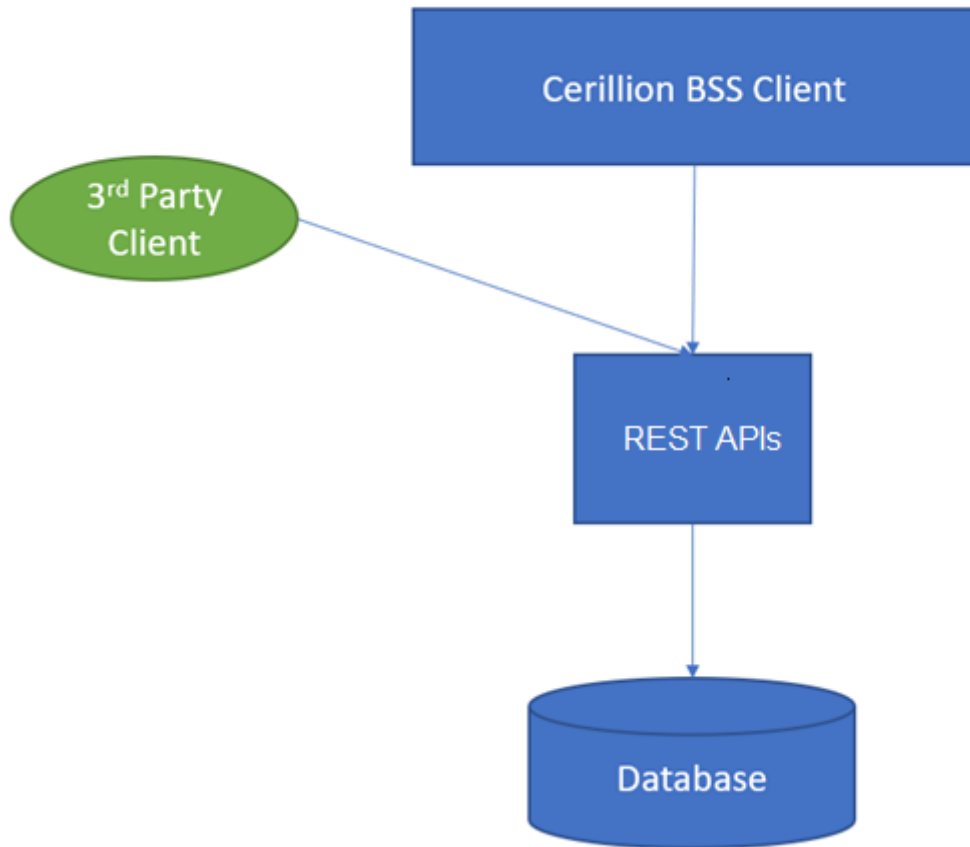 Cerillion BSS Client
3rd Party
Client
REST APIs
Database